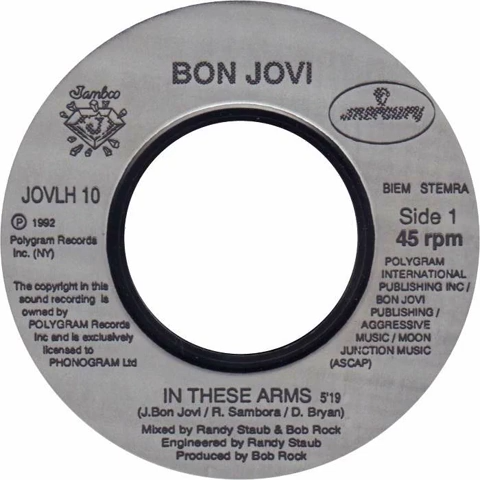 BON JOVI
Jambco
J
mercury
JOVLH 10
BIEM STEMRA
Ⓟ 1992
Polygram Records
Inc. (NY)
Side 1
45 rpm
The copyright in this
sound recording is
owned by
POLYGRAM Records
Inc and is exclusively
licensed to
PHONOGRAM Ltd
POLYGRAM
INTERNATIONAL
PUBLISHING INC /
BON JOVI
PUBLISHING /
AGGRESSIVE
MUSIC / MOON
JUNCTION MUSIC
(ASCAP)
IN THESE ARMS 5'19
(J.Bon Jovi / R. Sambora / D. Bryan)
Mixed by Randy Staub & Bob Rock
Engineered by Randy Staub
Produced by Bob Rock